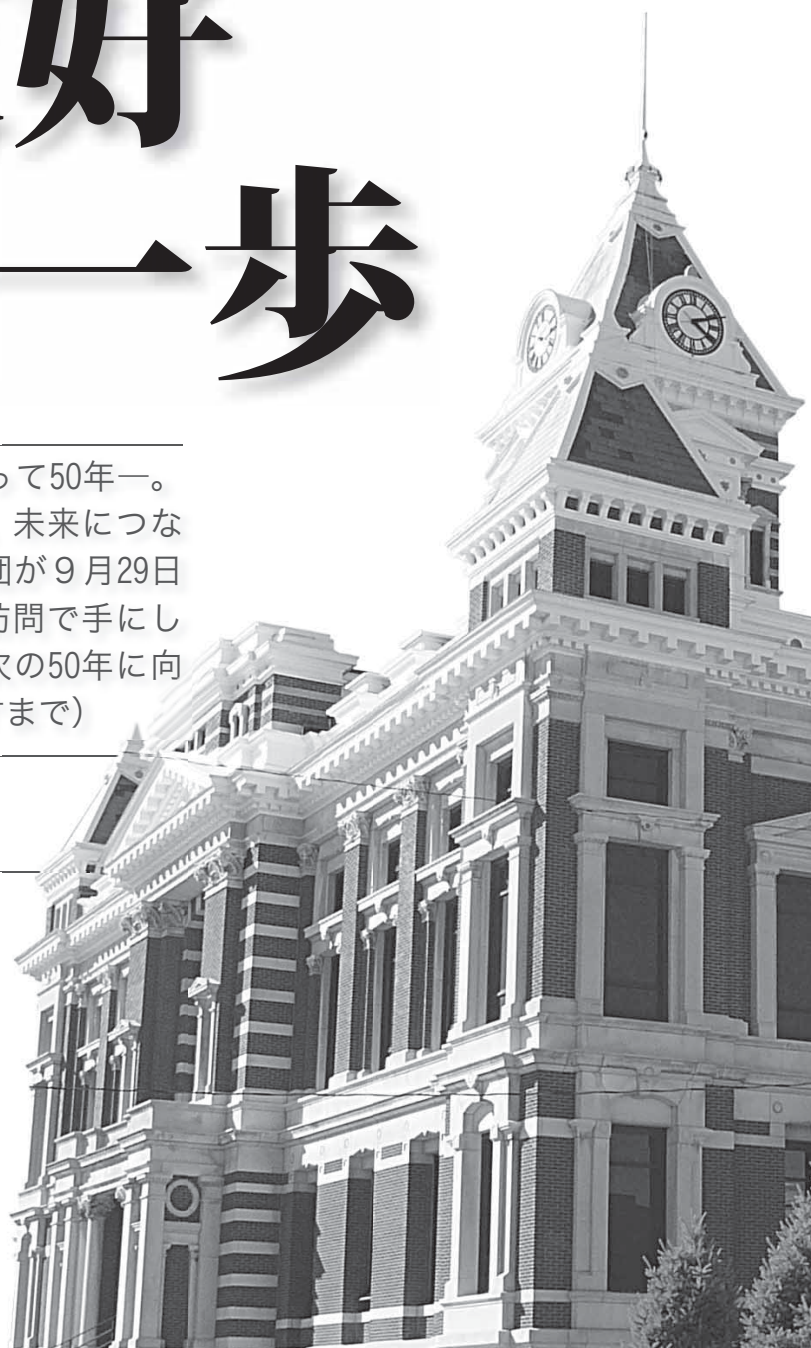 好
一歩
って50年―。
未来につな
団が９月29日
訪問で手にし
次の50年に向
まで）